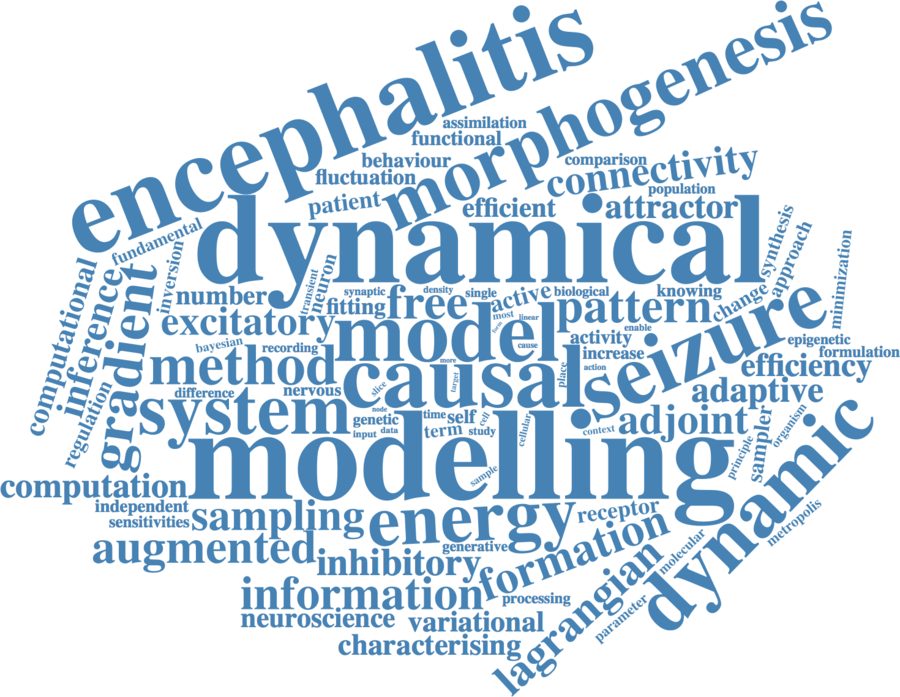 encephalitis
morphogenesis
assimilation
functional
behaviour
fluctuation
comparison
connectivity
population
patient
efficient
attractor
fundamental
dynamical
synthesis
approach
minimization
computational
inference
gradient
regulation
inversion
number
transient
neuron
synaptic
density
single
active
biological
knowing
fitting
free
most
linear
form
pattern
change
seizure
excitatory
model
cause
activity
enable
increase
epigenetic
formulation
bayesian
recording
method
more
causal
target
slice
place
action
efficiency
adaptive
difference
nervous
system
node
genetic
time
self
cell
input
data
term
study
cellular
context
adjoint
principle
sampler
organism
modelling
sample
dynamic
computation
independent
sensitivities
sampling
energy
receptor
metropolis
augmented
generative
inhibitory
formation
molecular
information
processing
lagrangian
parameter
neuroscience
variational
characterising